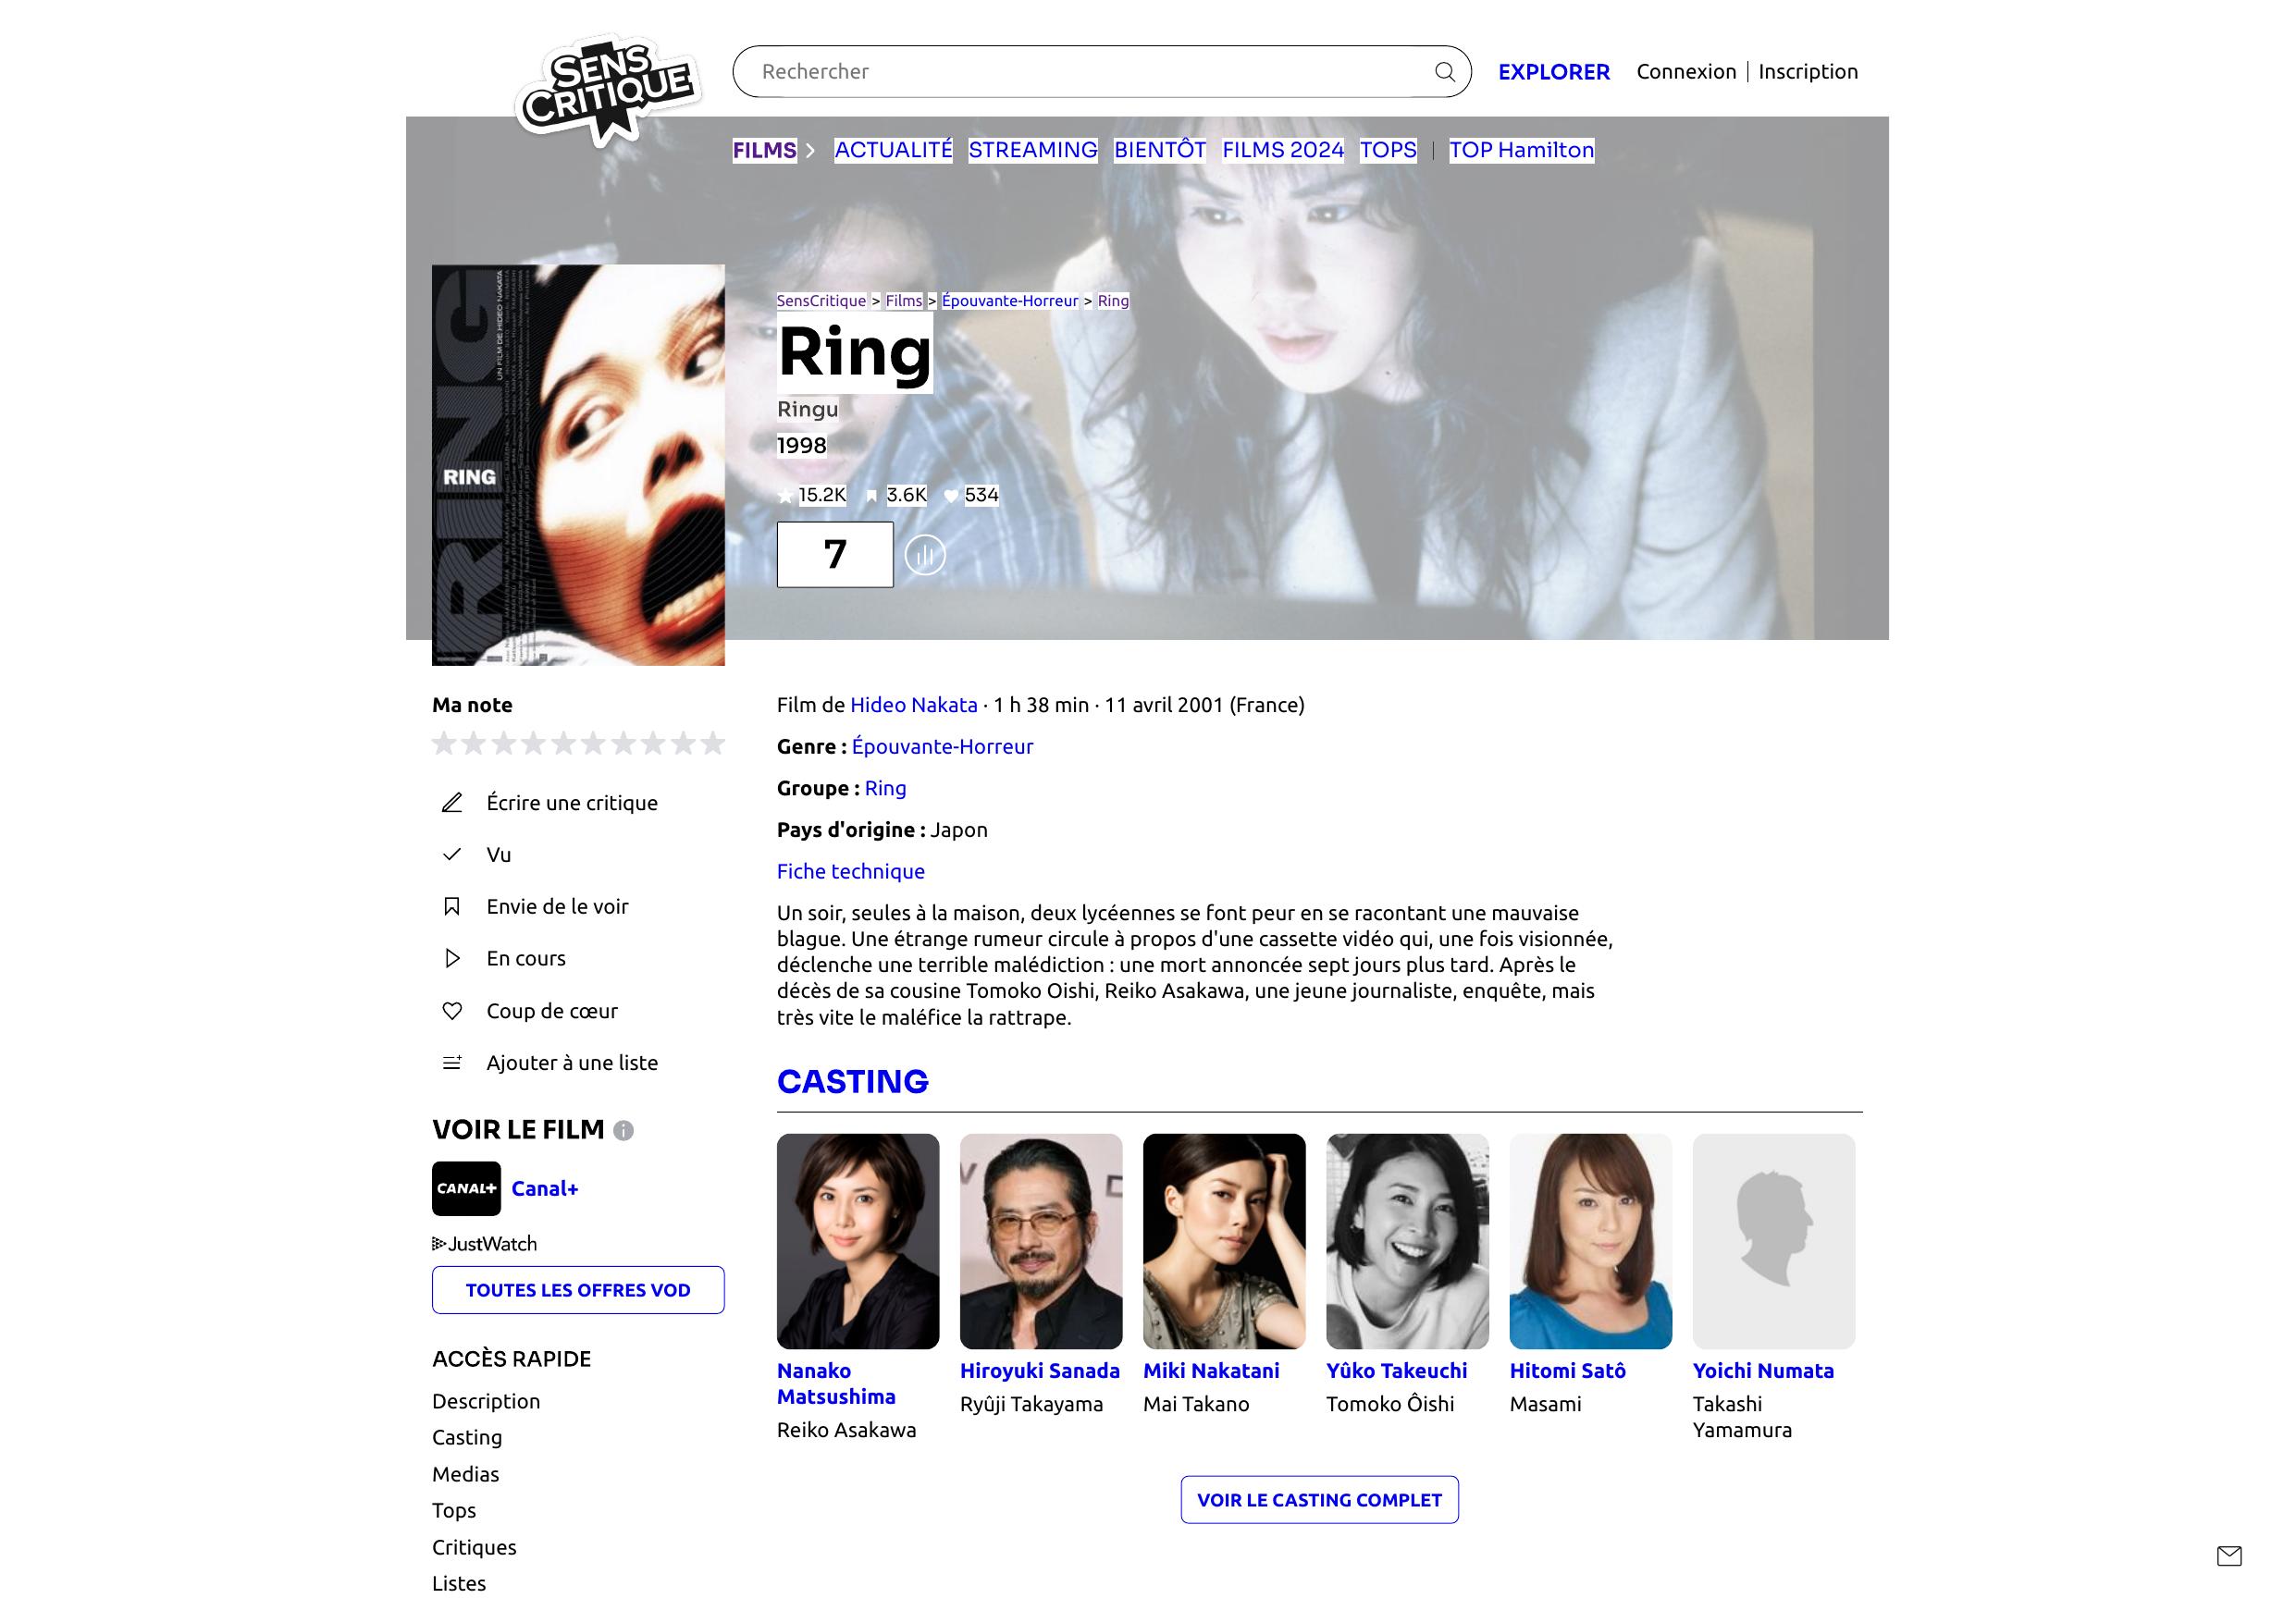 SENS
CRITIQUE
Rechercher
EXPLORER
Connexion
Inscription
FILMS
ACTUALITÉ
STREAMING
BIENTÔT
FILMS 2024
TOPS
TOP Hamilton
SensCritique > Films > Épouvante-Horreur > Ring
Ring
Ringu
1998
15.2K
3.6K
534
7
RING
UN FILM DE HIDEO NAKATA
RING
Ma note
Écrire une critique
Vu
Envie de le voir
En cours
Coup de cœur
Ajouter à une liste
VOIR LE FILM
CANAL+
Canal+
JustWatch
TOUTES LES OFFRES VOD
ACCÈS RAPIDE
Description
Casting
Medias
Tops
Critiques
Listes
Film de Hideo Nakata · 1 h 38 min · 11 avril 2001 (France)
Genre : Épouvante-Horreur
Groupe : Ring
Pays d'origine : Japon
Fiche technique
Un soir, seules à la maison, deux lycéennes se font peur en se racontant une mauvaise
blague. Une étrange rumeur circule à propos d'une cassette vidéo qui, une fois visionnée,
déclenche une terrible malédiction : une mort annoncée sept jours plus tard. Après le
décès de sa cousine Tomoko Oishi, Reiko Asakawa, une jeune journaliste, enquête, mais
très vite le maléfice la rattrape.
CASTING
Nanako
Matsushima
Reiko Asakawa
Hiroyuki Sanada
Ryûji Takayama
Miki Nakatani
Mai Takano
Yûko Takeuchi
Tomoko Ôishi
Hitomi Satô
Masami
Yoichi Numata
Takashi
Yamamura
VOIR LE CASTING COMPLET